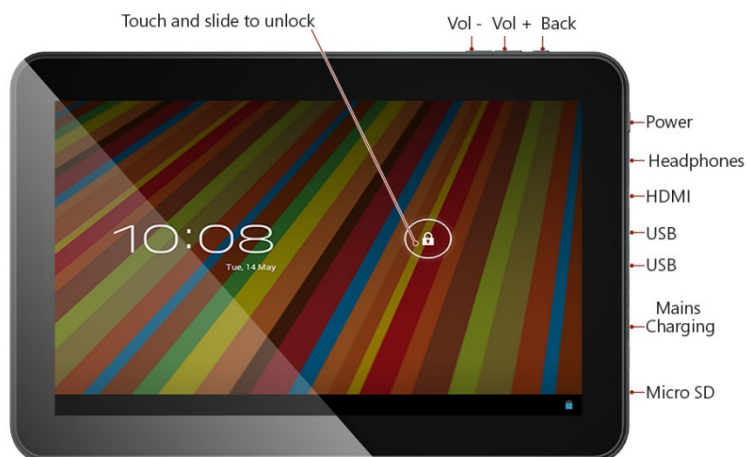 Touch and slide to unlock
Vol - Vol + Back
Power
Headphones
HDMI
USB
USB
Mains
Charging
Micro SD
10:08
Tue, 14 May